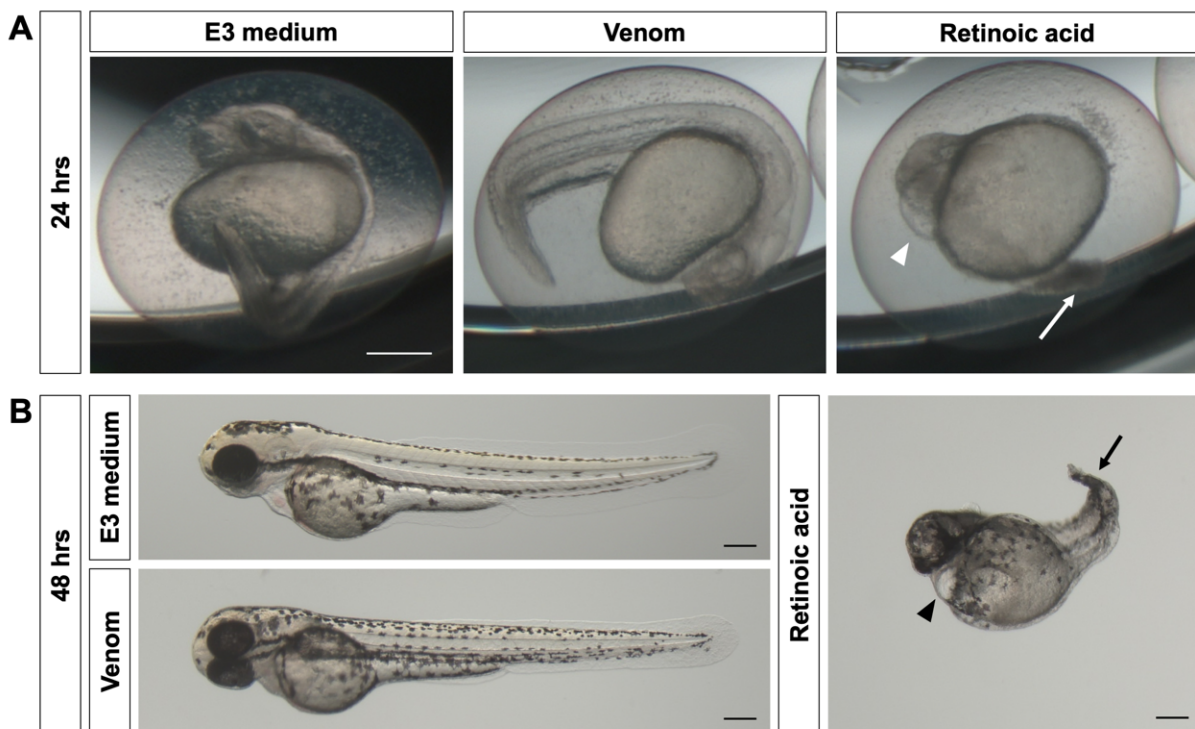 A
E3 medium
Venom
Retinoic acid
24 hrs
B
48 hrs
E3 medium
Venom
Retinoic acid